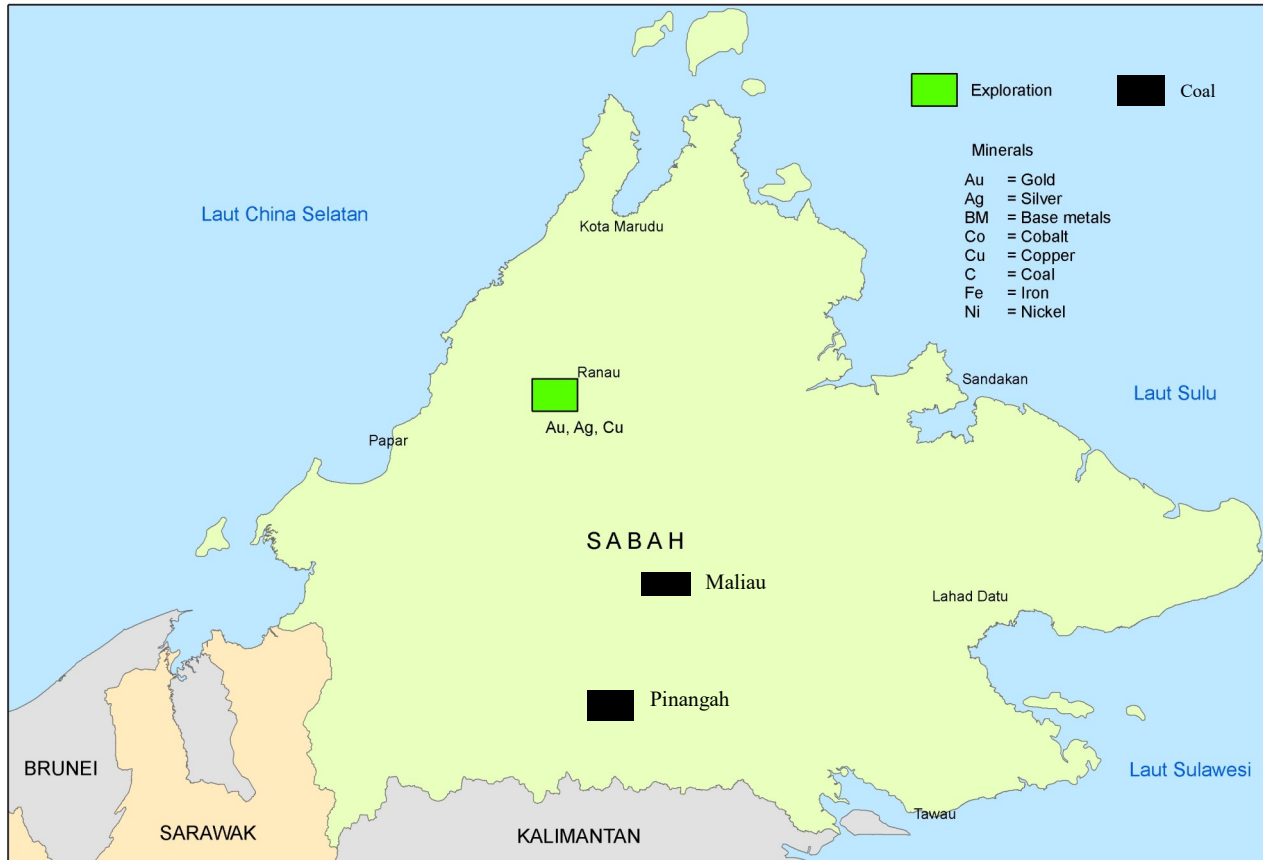 Exploration
Coal
Minerals
Au = Gold
Ag = Silver
BM = Base metals
Co = Cobalt
Cu = Copper
C = Coal
Fe = Iron
Ni = Nickel
Laut China Selatan
Kota Marudu
Ranau
Sandakan
Laut Sulu
Au, Ag, Cu
Papar
SABAH
Maliau
Lahad Datu
Pinangah
BRUNEI
Laut Sulawesi
Tawau
SARAWAK
KALIMANTAN